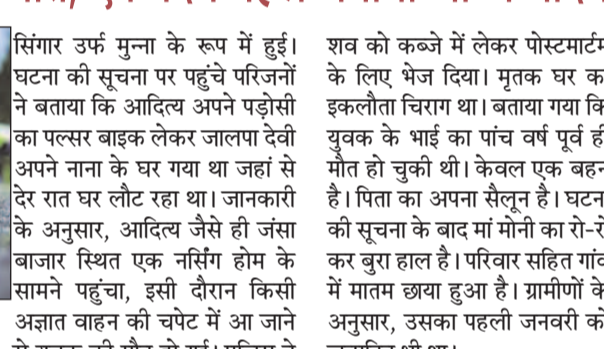 सिंगार उर्फ मुन्ना के रूप में हुई।
घटना की सूचना पर पहुंचे परिजनों
ने बताया कि आदित्य अपने पड़ोसी
का पल्सर बाइक लेकर जालपा देवी
अपने नाना के घर गया था जहां से
देर रात घर लौट रहा था। जानकारी
के अनुसार, आदित्य जैसे ही जंसा
बाजार स्थित एक नर्सिंग होम के
सामने पहुंचा, इसी दौरान किसी
अज्ञात वाहन की चपेट में आ जाने
शव को कब्जे में लेकर पोस्टमार्टम
के लिए भेज दिया। मृतक घर का
इकलौता चिराग था। बताया गया कि
युवक के भाई का पांच वर्ष पूर्व ही
मौत हो चुकी थी। केवल एक बहन
है। पिता का अपना सैलून है। घटना
की सूचना के बाद मां मोनी का रो-रो
कर बुरा हाल है। परिवार सहित गांव
में मातम छाया हुआ है। ग्रामीणों के
अनुसार, उसका पहली जनवरी को